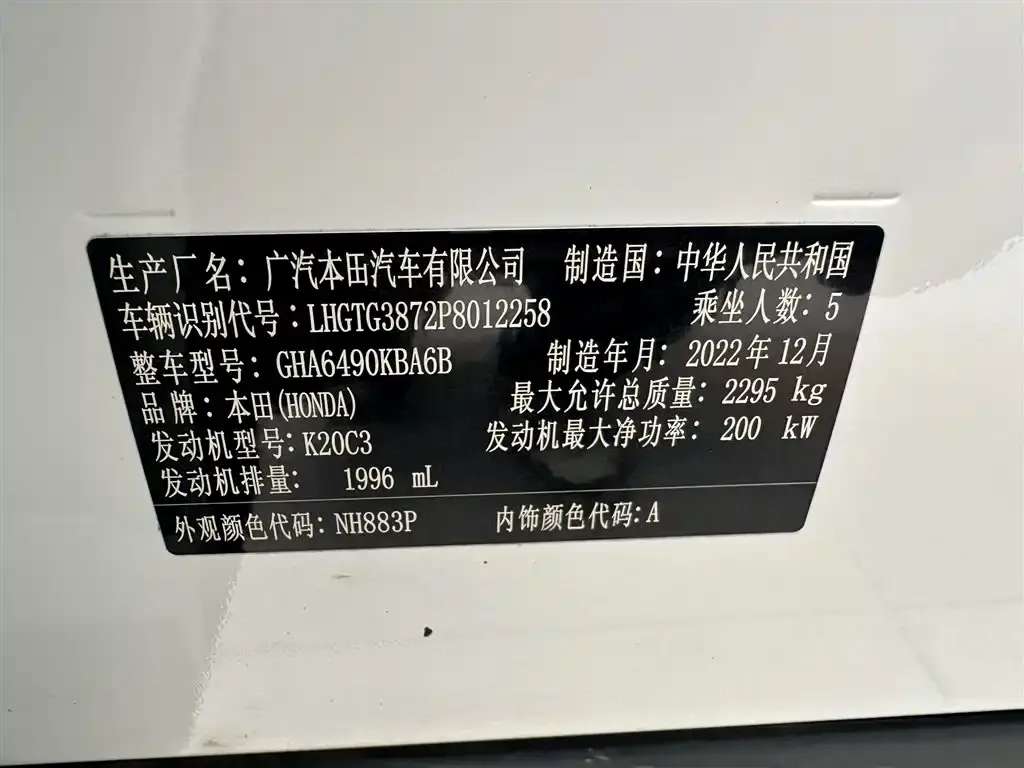 生产厂名：广汽本田汽车有限公司 制造国：中华人民共和国
车辆识别代号：LHGTG3872P8012258 乘坐人数：5
整车型号：GHA6490KBA6B 制造年月：2022年12月
品牌：本田(HONDA) 最大允许总质量：2295 kg
发动机型号：K20C3 发动机最大净功率：200 kW
发动机排量： 1996 mL
外观颜色代码：NH883P 内饰颜色代码：A